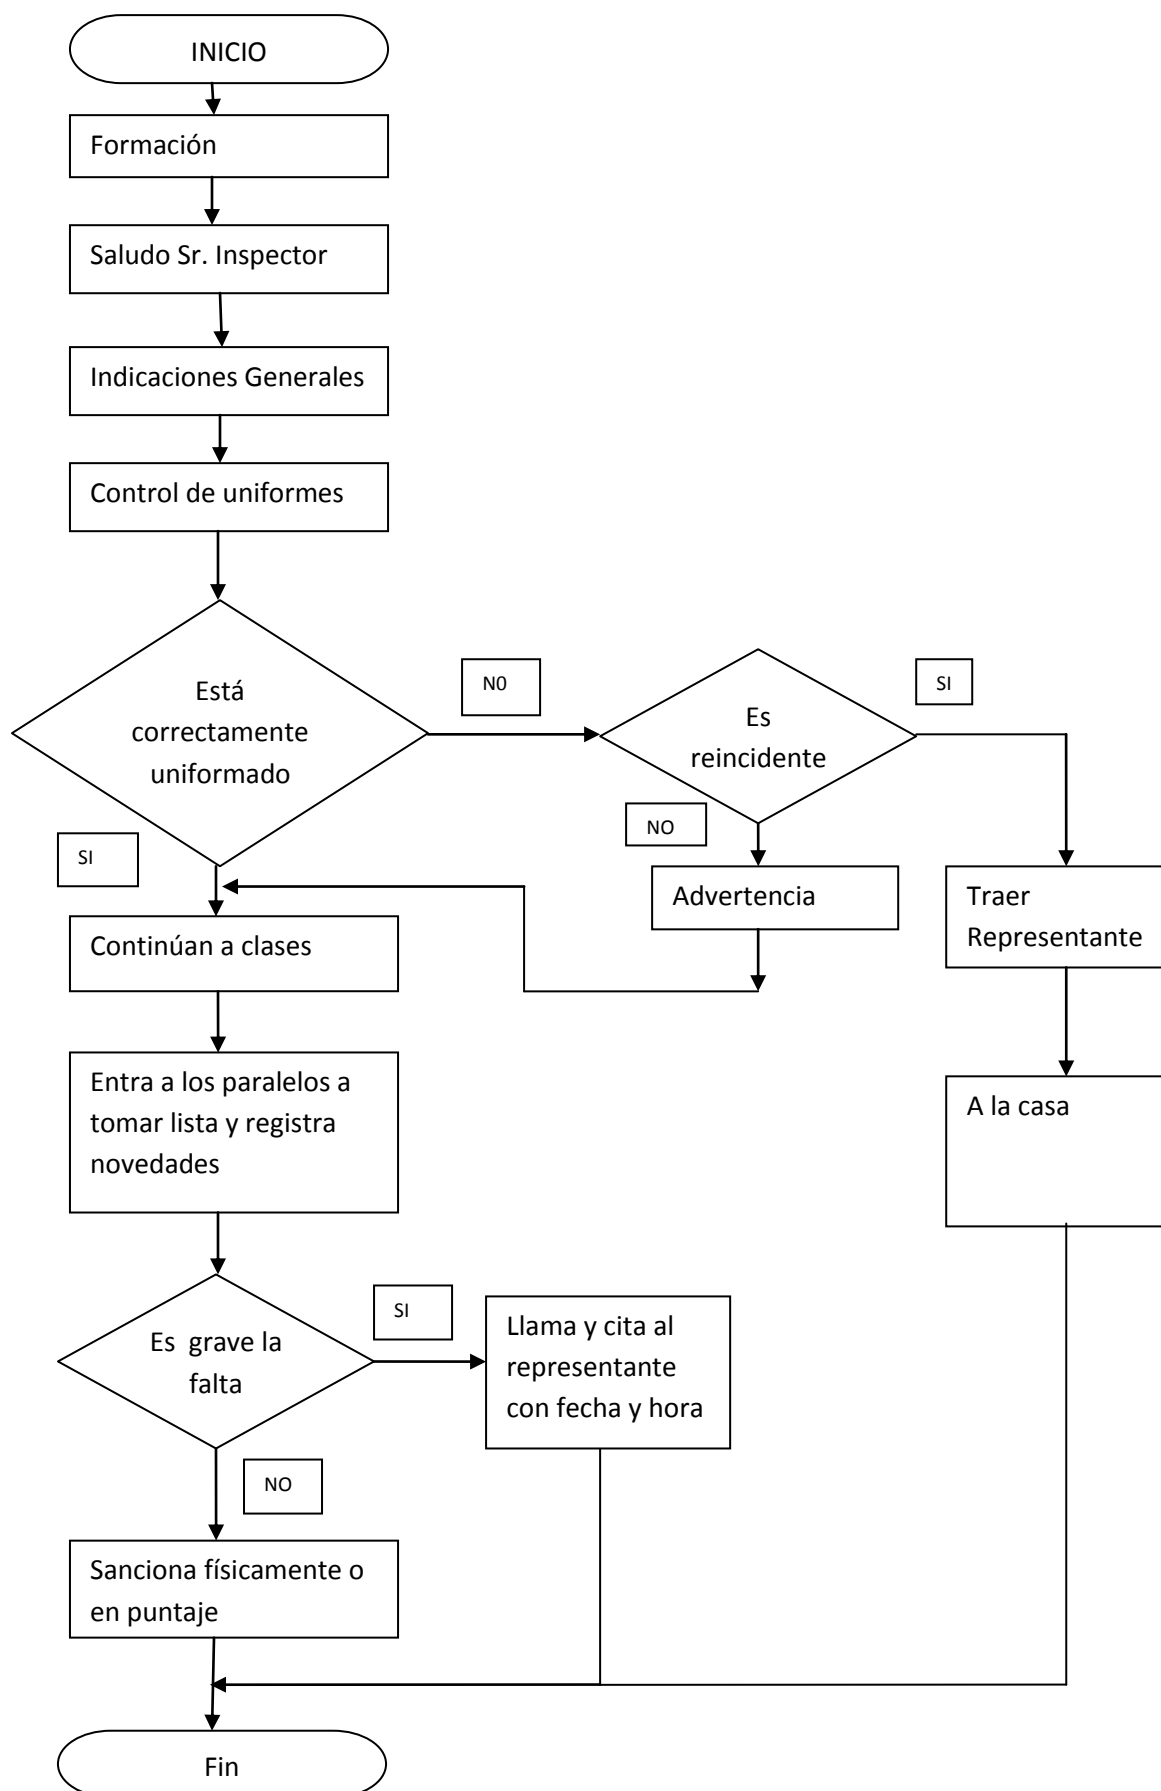 INICIO
Formación
Saludo Sr. Inspector
Indicaciones Generales
Control de uniformes
Está
correctamente
uniformado
N0
Es
reincidente
SI
NO
SI
Advertencia
Traer
Representante
Continúan a clases
Entra a los paralelos a
tomar lista y registra
novedades
A la casa
Es  grave la
falta
SI
Llama y cita al
representante
con fecha y hora
NO
Sanciona físicamente o
en puntaje
Fin